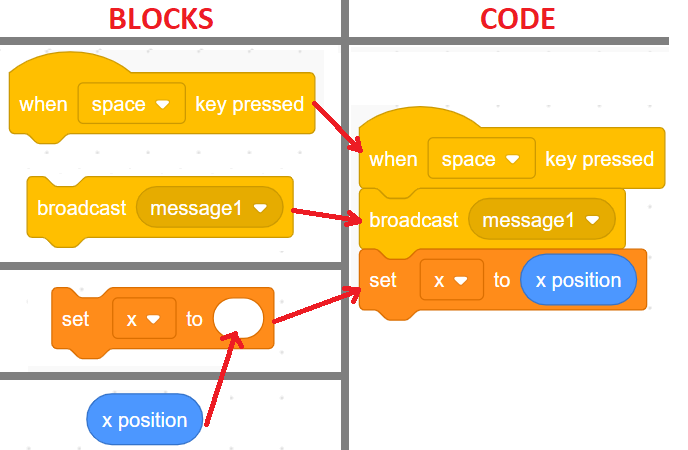 BLOCKS
when space key pressed
broadcast message1
set x to
x position
CODE
when space key pressed
broadcast message1
set x to x position